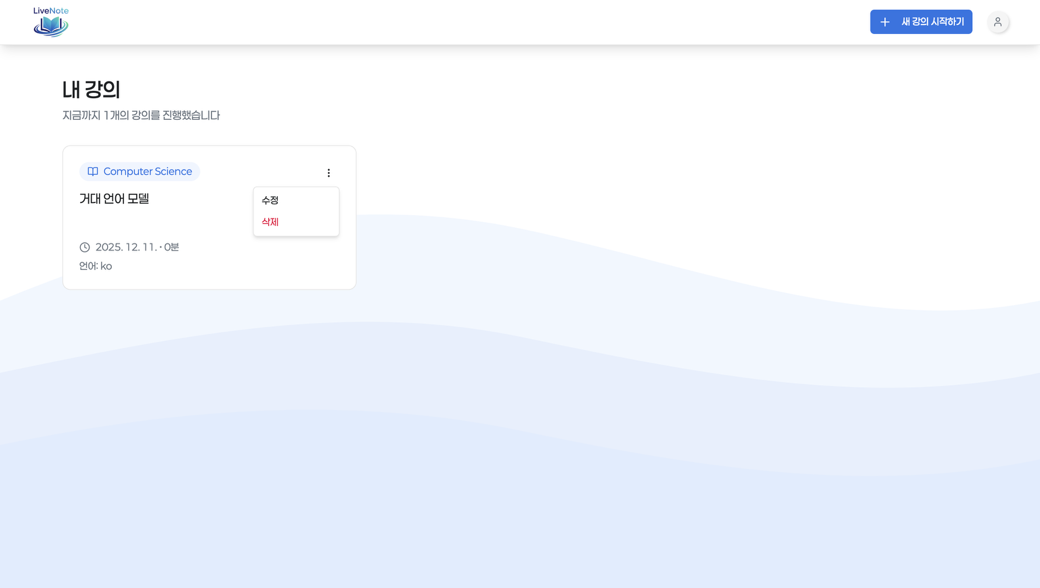 LiveNote
새 강의 시작하기
내 강의
지금까지 1개의 강의를 진행했습니다
Computer Science
거대 언어 모델
수정
삭제
2025. 12. 11. • 0분
언어: ko